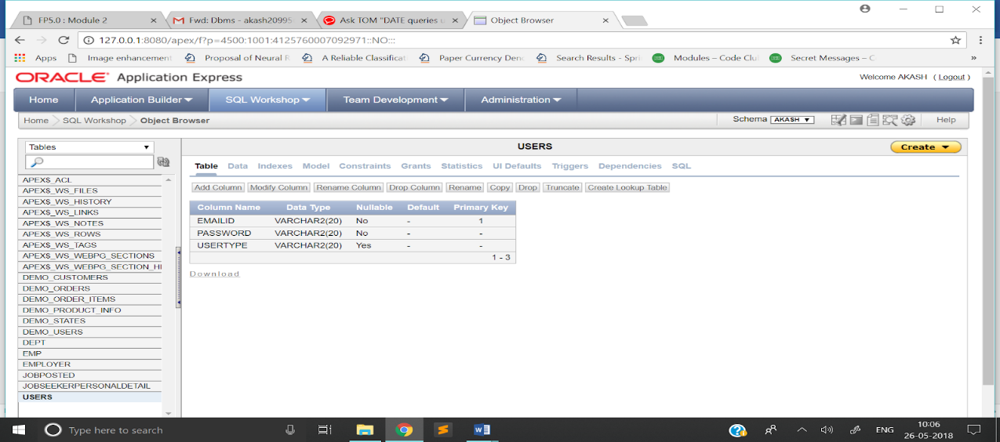 FP5.0 : Module 2
Fwd: Dbms - akash20995
Ask TOM "DATE queries u
Object Browser
127.0.0.1:8080/apex/f?p=4500:1001:4125760007092971::NO:::
Apps
Image enhancement
Proposal of Neural R
A Reliable Classificat
Paper Currency Deno
Search Results - Spri
Modules – Code Clu
Secret Messages – C
»
ORACLE Application Express
Welcome AKASH ( Logout )
Home
Application Builder
SQL Workshop
Team Development
Administration
Home
SQL Workshop
Object Browser
Schema AKASH
Help
Tables
USERS
Create
Table Data Indexes Model Constraints Grants Statistics UI Defaults Triggers Dependencies SQL
Add Column Modify Column Rename Column Drop Column Rename Copy Drop Truncate Create Lookup Table
Column Name Data Type Nullable Default Primary Key
EMAILID VARCHAR2(20) No - 1
PASSWORD VARCHAR2(20) No - -
USERTYPE VARCHAR2(20) Yes - -
1 - 3
Download
APEX$_ACL
APEX$_WS_FILES
APEX$_WS_HISTORY
APEX$_WS_LINKS
APEX$_WS_NOTES
APEX$_WS_ROWS
APEX$_WS_TAGS
APEX$_WS_WEBPG_SECTIONS
APEX$_WS_WEBPG_SECTION_HI
DEMO_CUSTOMERS
DEMO_ORDERS
DEMO_ORDER_ITEMS
DEMO_PRODUCT_INFO
DEMO_STATES
DEMO_USERS
DEPT
EMP
EMPLOYER
JOBPOSTED
JOBSEEKERPERSONALDETAIL
USERS
Type here to search
ENG
10:06
26-05-2018